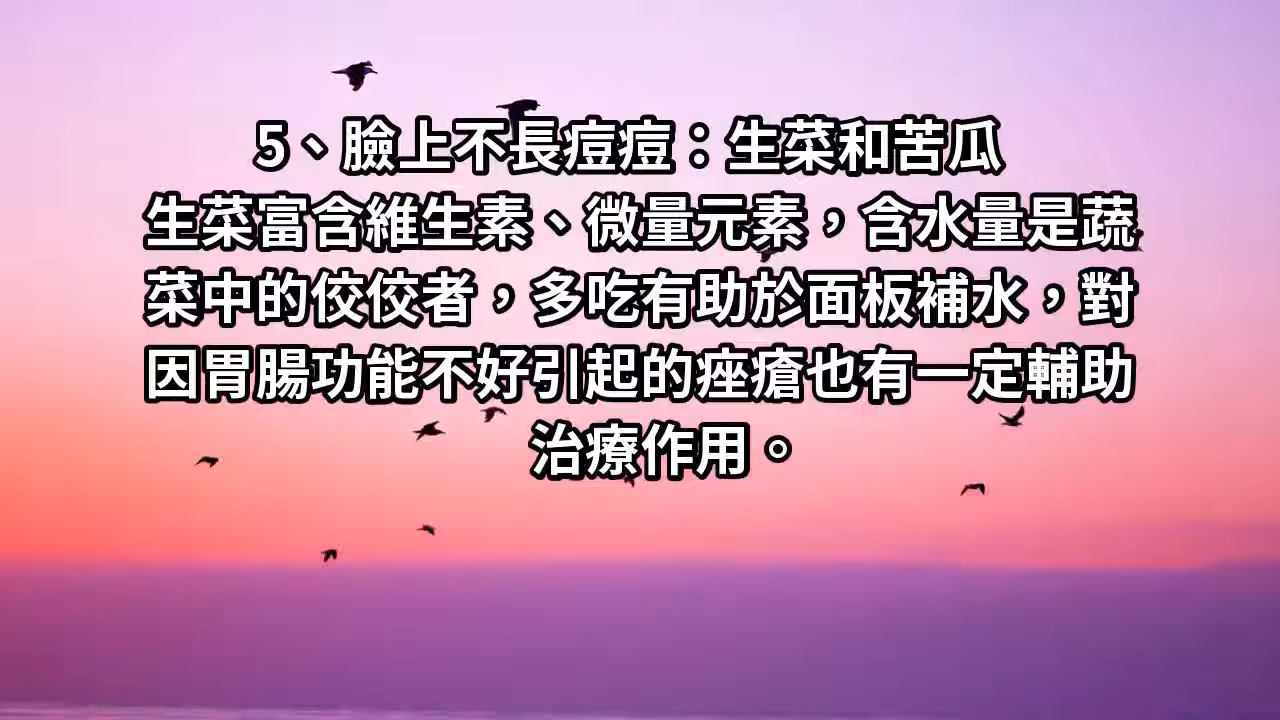 5、臉上不長痘痘：生菜和苦瓜
生菜富含維生素、微量元素，含水量是蔬
菜中的佼佼者，多吃有助於面板補水，對
因胃腸功能不好引起的痤瘡也有一定輔助
治療作用。